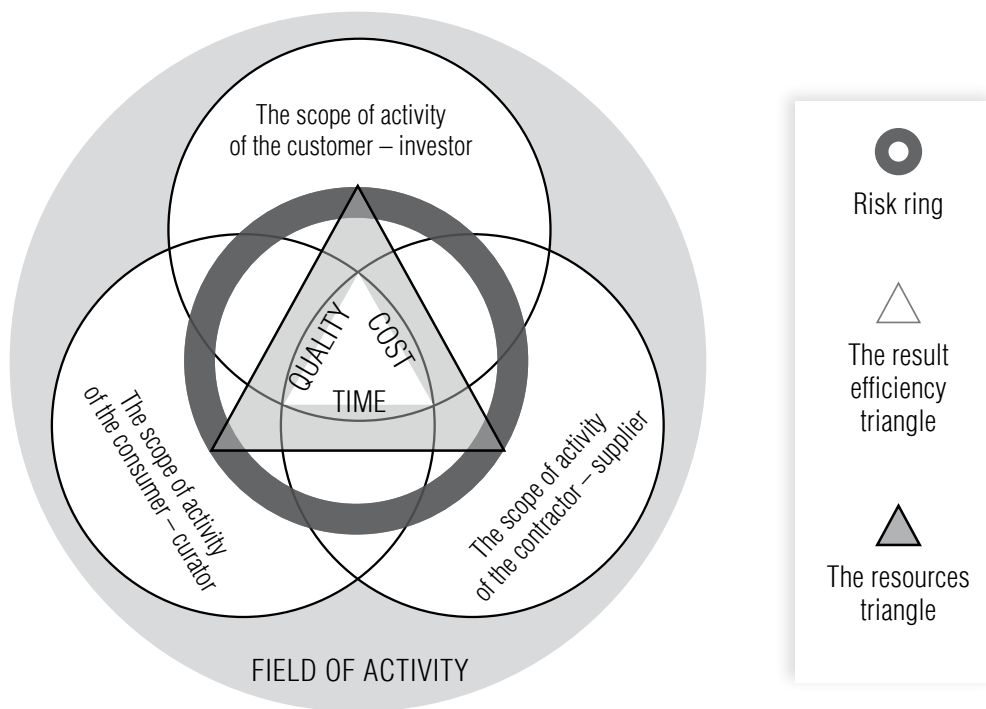 The scope of activity
of the customer – investor
QUALITY
COST
TIME
The scope of activity
of the consumer – curator
The scope of activity
of the contractor – supplier
FIELD OF ACTIVITY
Risk ring
The result
efficiency
triangle
The resources
triangle